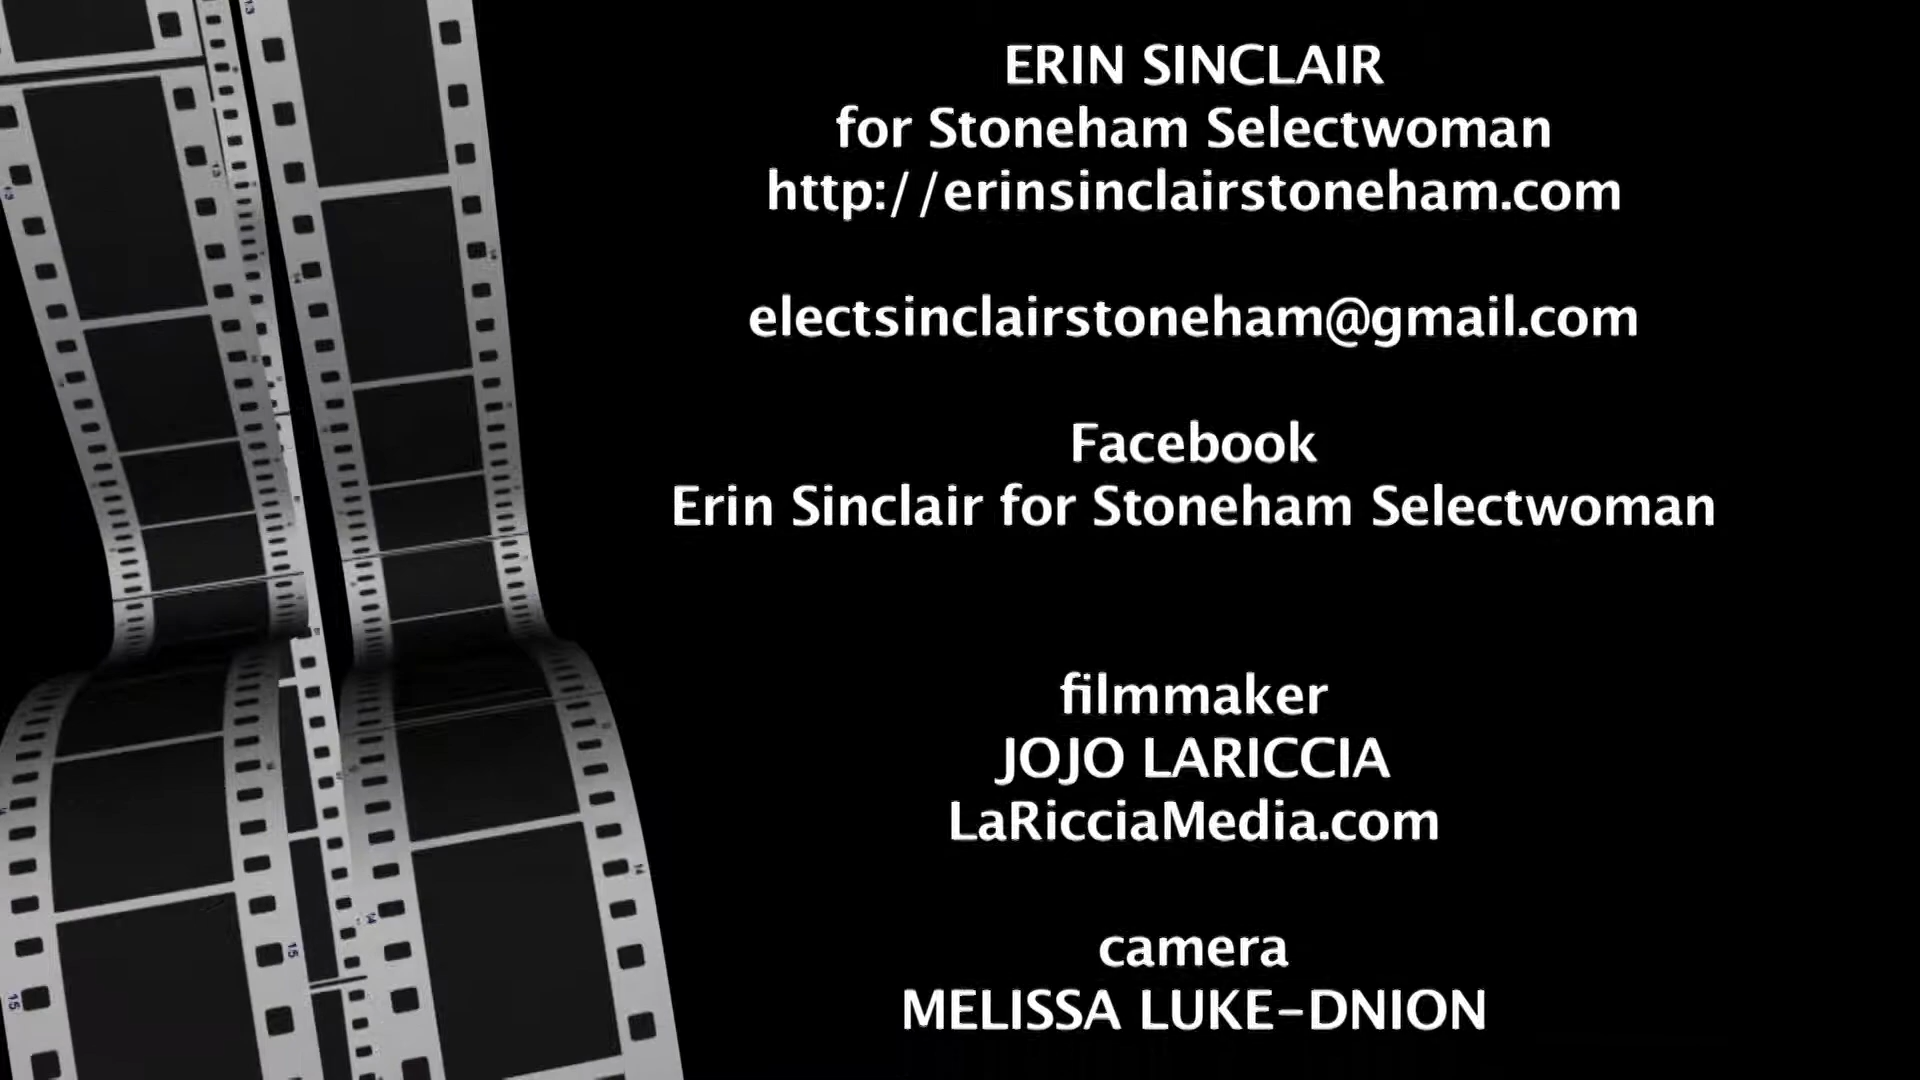 ERIN SINCLAIR
for Stoneham Selectwoman
http://erinsinclairstoneham.com
electsinclairstoneham@gmail.com
Facebook
Erin Sinclair for Stoneham Selectwoman
filmmaker
JOJO LARICCIA
LaRicciaMedia.com
camera
MELISSA LUKE-DNION